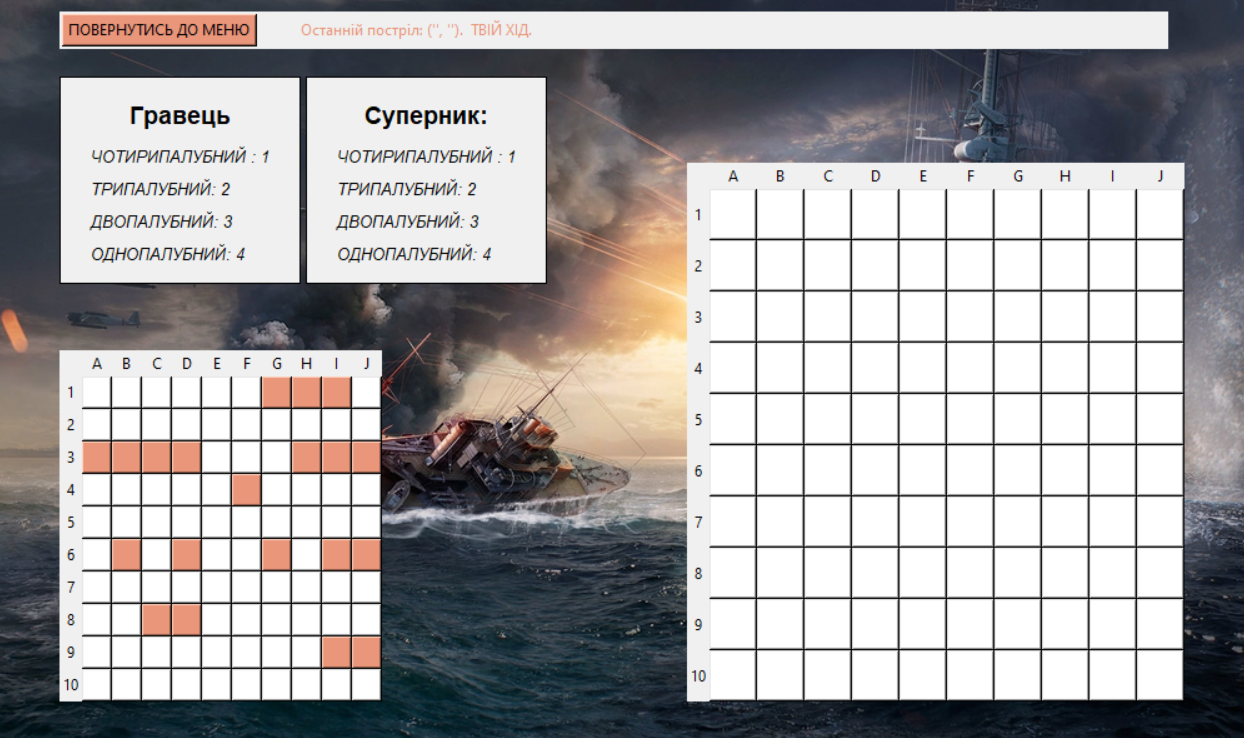 ПОВЕРНУТИСЬ ДО МЕНЮ
Останній постріл: ('', ''). ТВІЙ ХІД.
Гравець
ЧОТИРИПАЛУБНИЙ : 1
ТРИПАЛУБНИЙ: 2
ДВОПАЛУБНИЙ: 3
ОДНОПАЛУБНИЙ: 4
Суперник:
ЧОТИРИПАЛУБНИЙ : 1
ТРИПАЛУБНИЙ: 2
ДВОПАЛУБНИЙ: 3
ОДНОПАЛУБНИЙ: 4
A B C D E F G H I J
1
2
3
4
5
6
7
8
9
10
A B C D E F G H I J
1
2
3
4
5
6
7
8
9
10